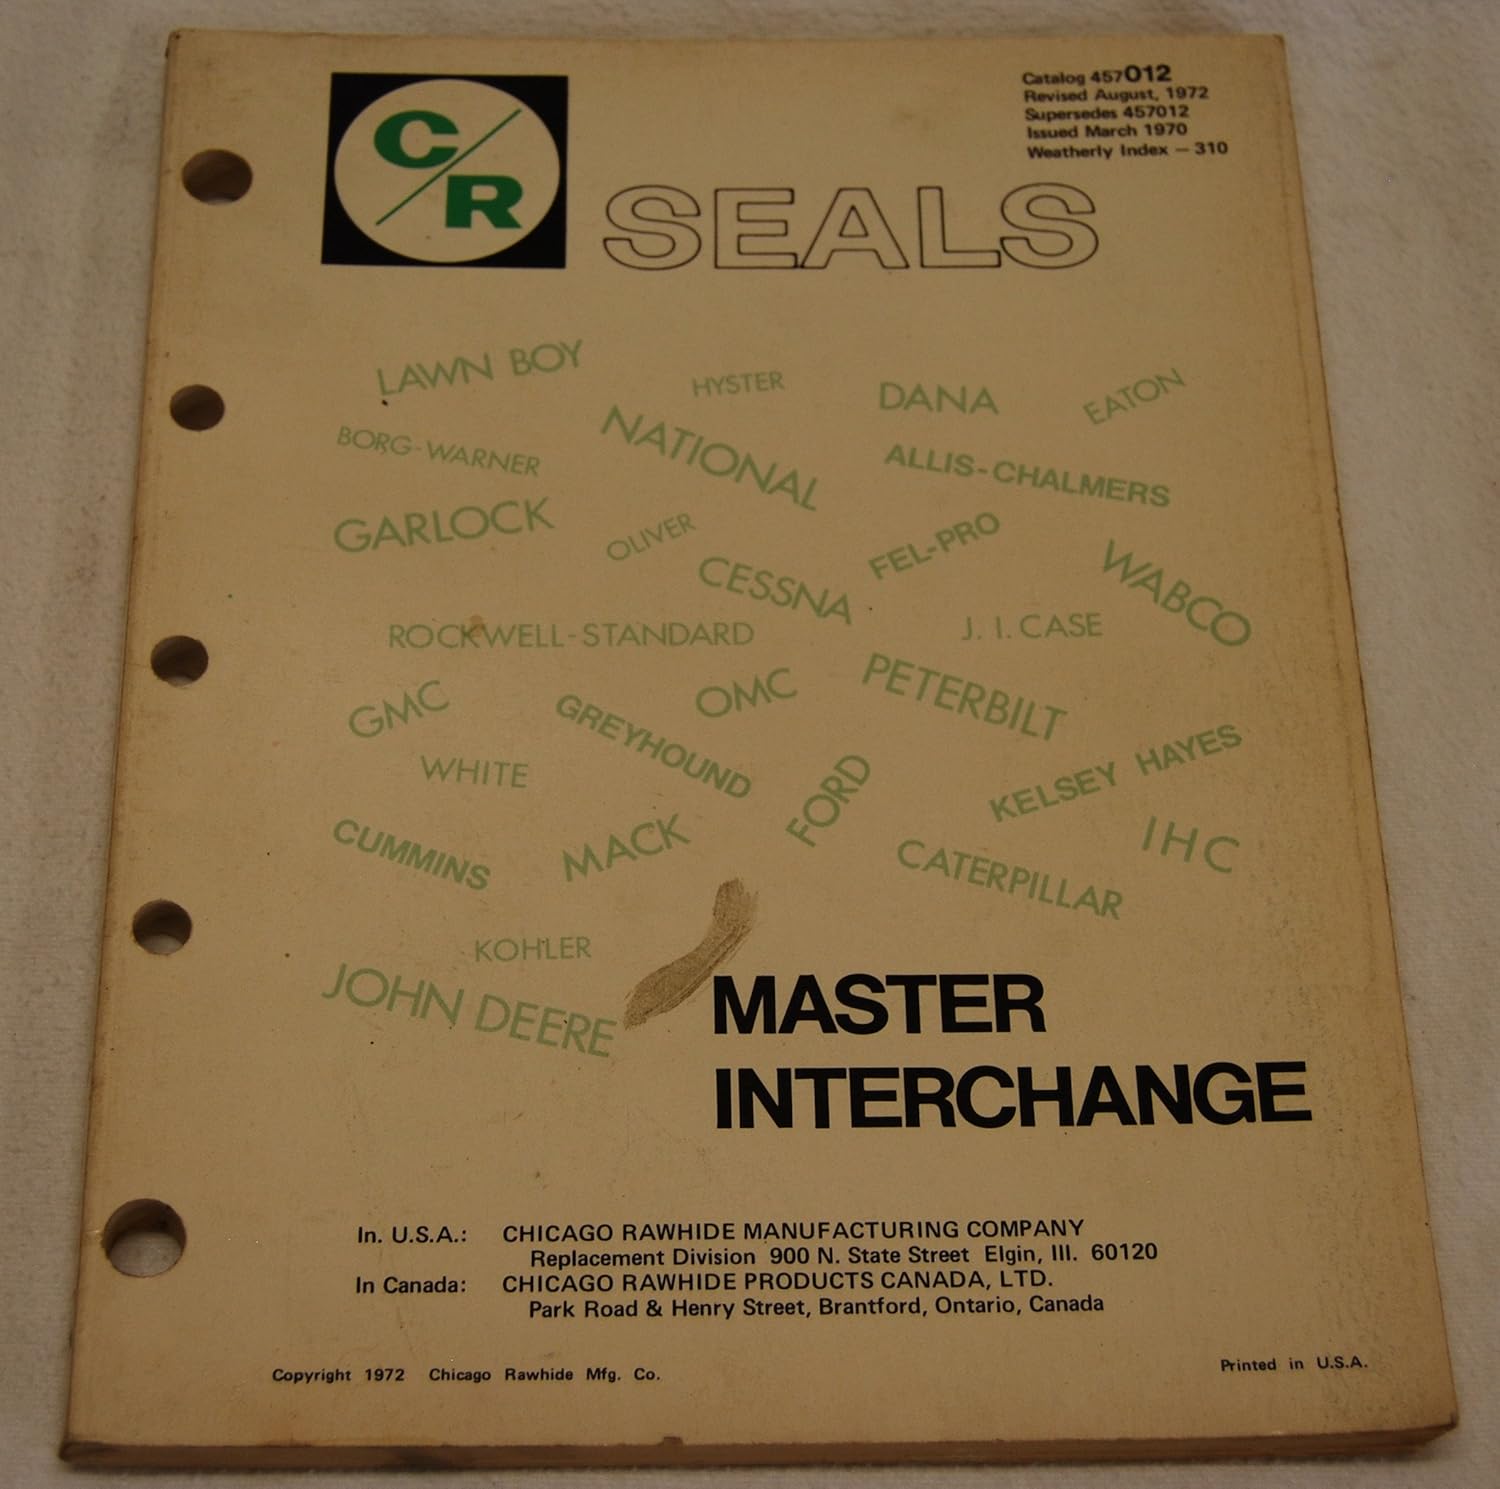 C/R
SEALS
Catalog 457012
Revised August, 1972
Supersedes 457012
Issued March 1970
Weatherly Index — 310
LAWN BOY
HYSTER
DANA
EATON
BORG-WARNER
NATIONAL
ALLIS-CHALMERS
GARLOCK
OLIVER
CESSNA
FEL-PRO
WABCO
ROCKWELL-STANDARD
J. I. CASE
GMC
GREYHOUND
OMC
PETERBILT
WHITE
FORD
KELSEY HAYES
CUMMINS
MACK
CATERPILLAR
IHC
KOHLER
JOHN DEERE
MASTER
INTERCHANGE
In. U.S.A.: CHICAGO RAWHIDE MANUFACTURING COMPANY
Replacement Division 900 N. State Street Elgin, Ill. 60120
In Canada: CHICAGO RAWHIDE PRODUCTS CANADA, LTD.
Park Road & Henry Street, Brantford, Ontario, Canada
Copyright 1972 Chicago Rawhide Mfg. Co.
Printed in U.S.A.